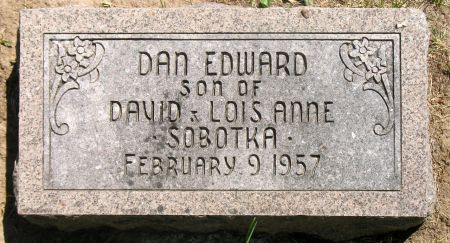 DAN EDWARD
SON OF
DAVID & LOIS ANNE
· SOBOTKA ·
FEBRUARY 9 1957